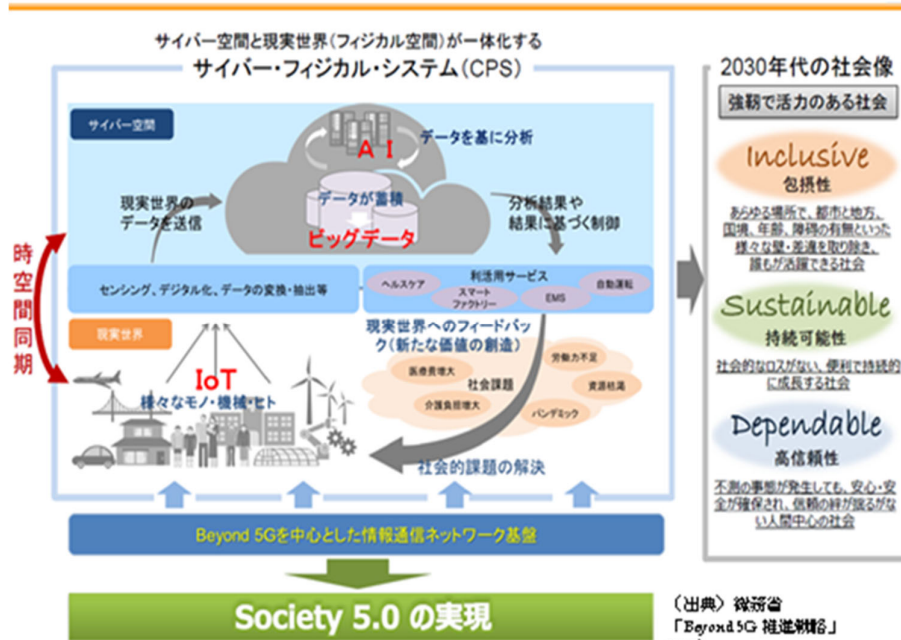 サイバー空間と現実世界(フィジカル空間)が一体化する
サイバー・フィジカル・システム(CPS)
サイバー空間
AI
データを基に分析
現実世界の
データを送信
データが蓄積
ビッグデータ
分析結果や
結果に基づく制御
時空間同期
センシング、デジタル化、データの変換・抽出等
利活用サービス
ヘルスケア
スマート
ファクトリー
EMS
自動運転
現実世界
現実世界へのフィードバッ
ク(新たな価値の創造)
IoT
様々なモノ・機械・ヒト
医療費増大
介護負担増大
社会課題
労働力不足
資源枯渇
パンデミック
社会的課題の解決
Beyond 5Gを中心とした情報通信ネットワーク基盤
Society 5.0 の実現
2030年代の社会像
強靭で活力のある社会
Inclusive
包摂性
あらゆる場所で、都市と地方、
国境、年齢、障碍の有無といった
様々な壁・差違を取り除き、
誰もが活躍できる社会
Sustainable
持続可能性
社会的なロスがない、便利で持続的
に成長する社会
Dependable
高信頼性
不測の事態が発生しても、安心・安
全が確保され、信頼の絆が揺るがな
い人間中心の社会
(出典) 総務省
「Beyond 5G 推進戦略」